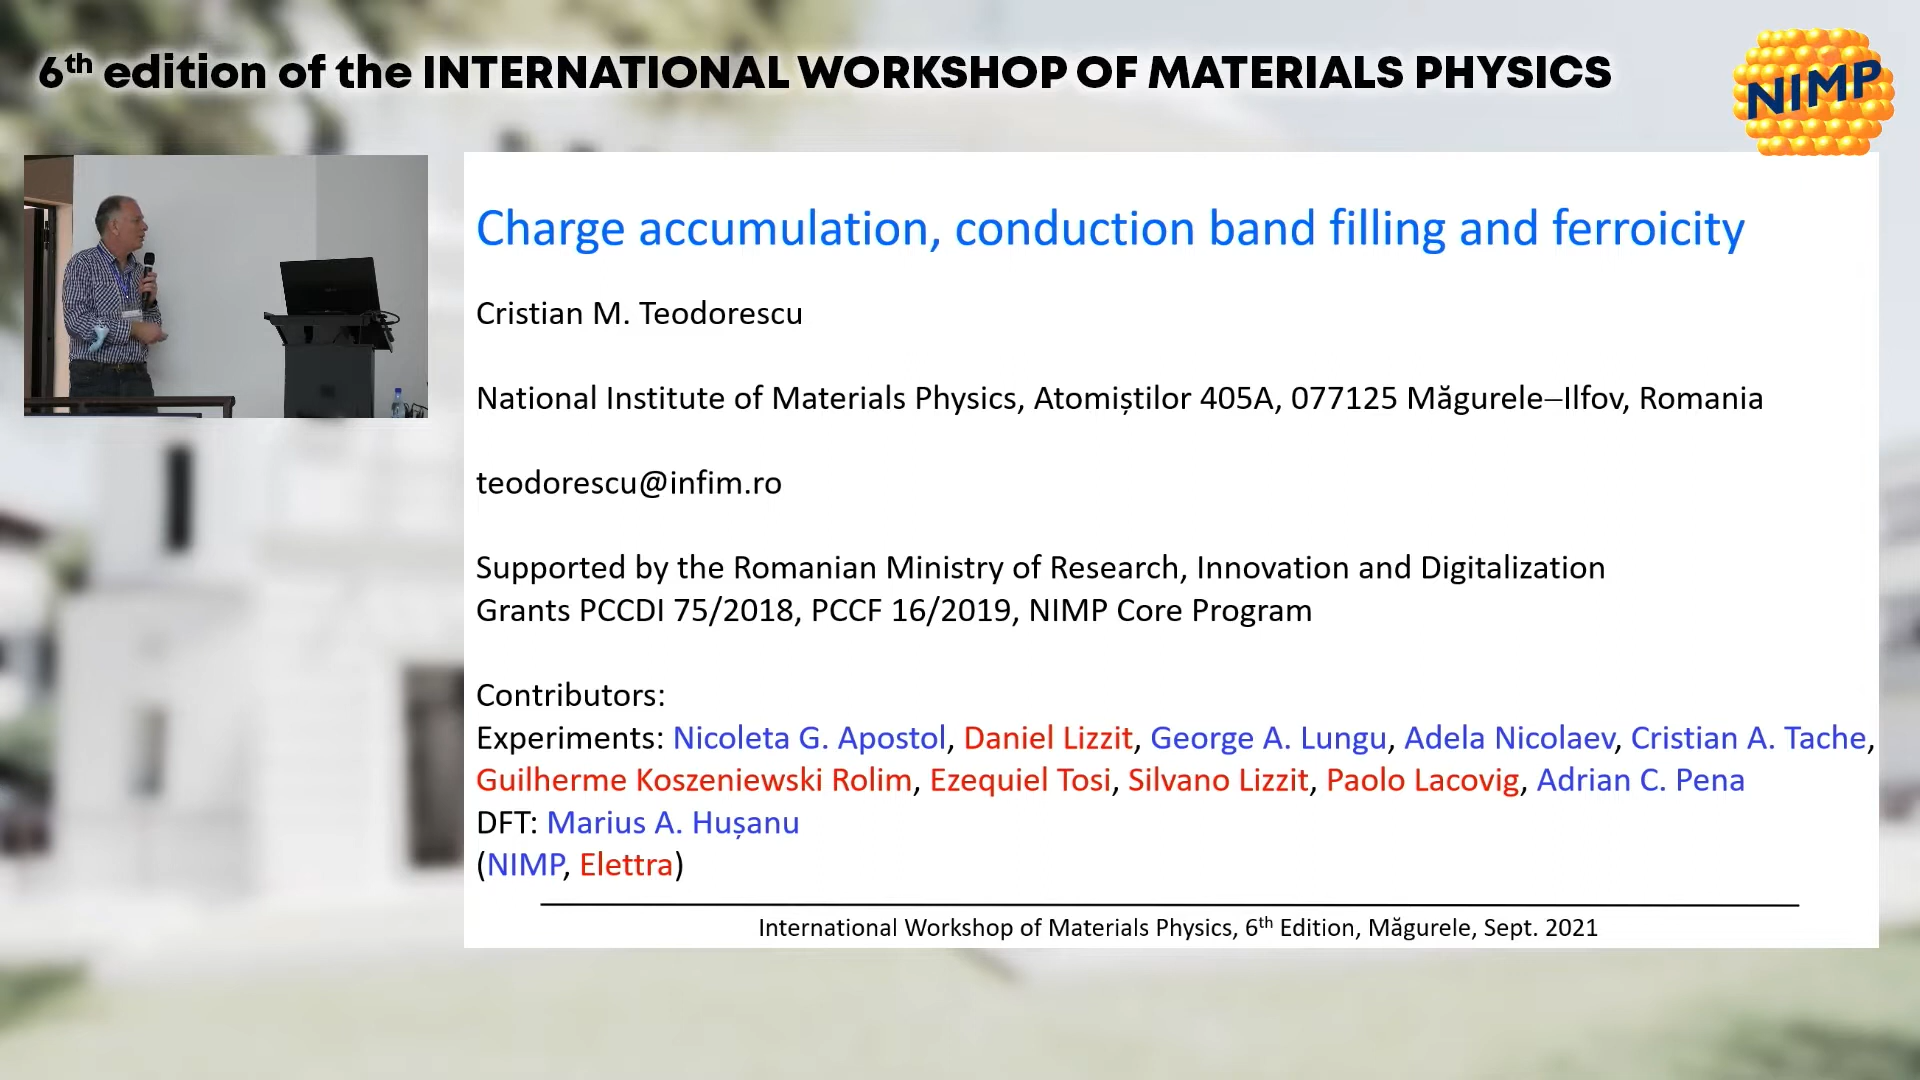 6th edition of the INTERNATIONAL WORKSHOP OF MATERIALS PHYSICS
NIMP
Charge accumulation, conduction band filling and ferroicity
Cristian M. Teodorescu
National Institute of Materials Physics, Atomiștilor 405A, 077125 Măgurele–Ilfov, Romania
teodorescu@infim.ro
Supported by the Romanian Ministry of Research, Innovation and Digitalization
Grants PCCDI 75/2018, PCCF 16/2019, NIMP Core Program
Contributors:
Experiments: Nicoleta G. Apostol, Daniel Lizzit, George A. Lungu, Adela Nicolaev, Cristian A. Tache,
Guilherme Koszeniewski Rolim, Ezequiel Tosi, Silvano Lizzit, Paolo Lacovig, Adrian C. Pena
DFT: Marius A. Hușanu
(NIMP, Elettra)
International Workshop of Materials Physics, 6th Edition, Măgurele, Sept. 2021